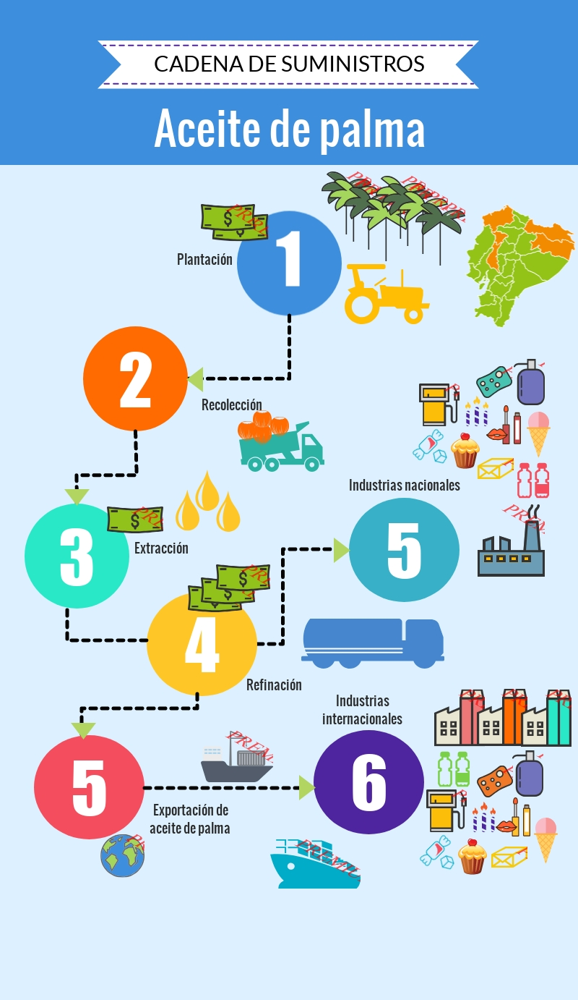 CADENA DE SUMINISTROS
Aceite de palma
1
Plantación
2
Recolección
3
Extracción
4
Refinación
Industrias nacionales
5
5
Exportación de
aceite de palma
Industrias
internacionales
6